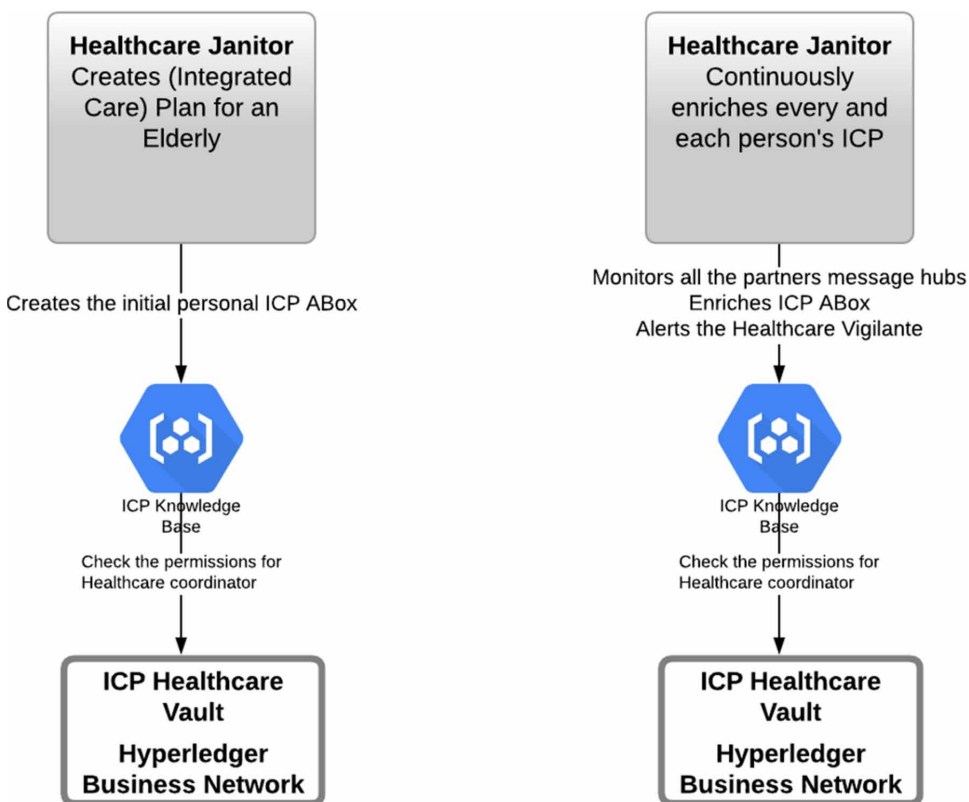 Healthcare Janitor
Creates (Integrated
Care) Plan for an
Elderly
Creates the initial personal ICP ABox
ICP Knowledge
Base
Check the permissions for
Healthcare coordinator
ICP Healthcare
Vault
Hyperledger
Business Network
Healthcare Janitor
Continuously
enriches every and
each person's ICP
Monitors all the partners message hubs
Enriches ICP ABox
Alerts the Healthcare Vigilante
ICP Knowledge
Base
Check the permissions for
Healthcare coordinator
ICP Healthcare
Vault
Hyperledger
Business Network